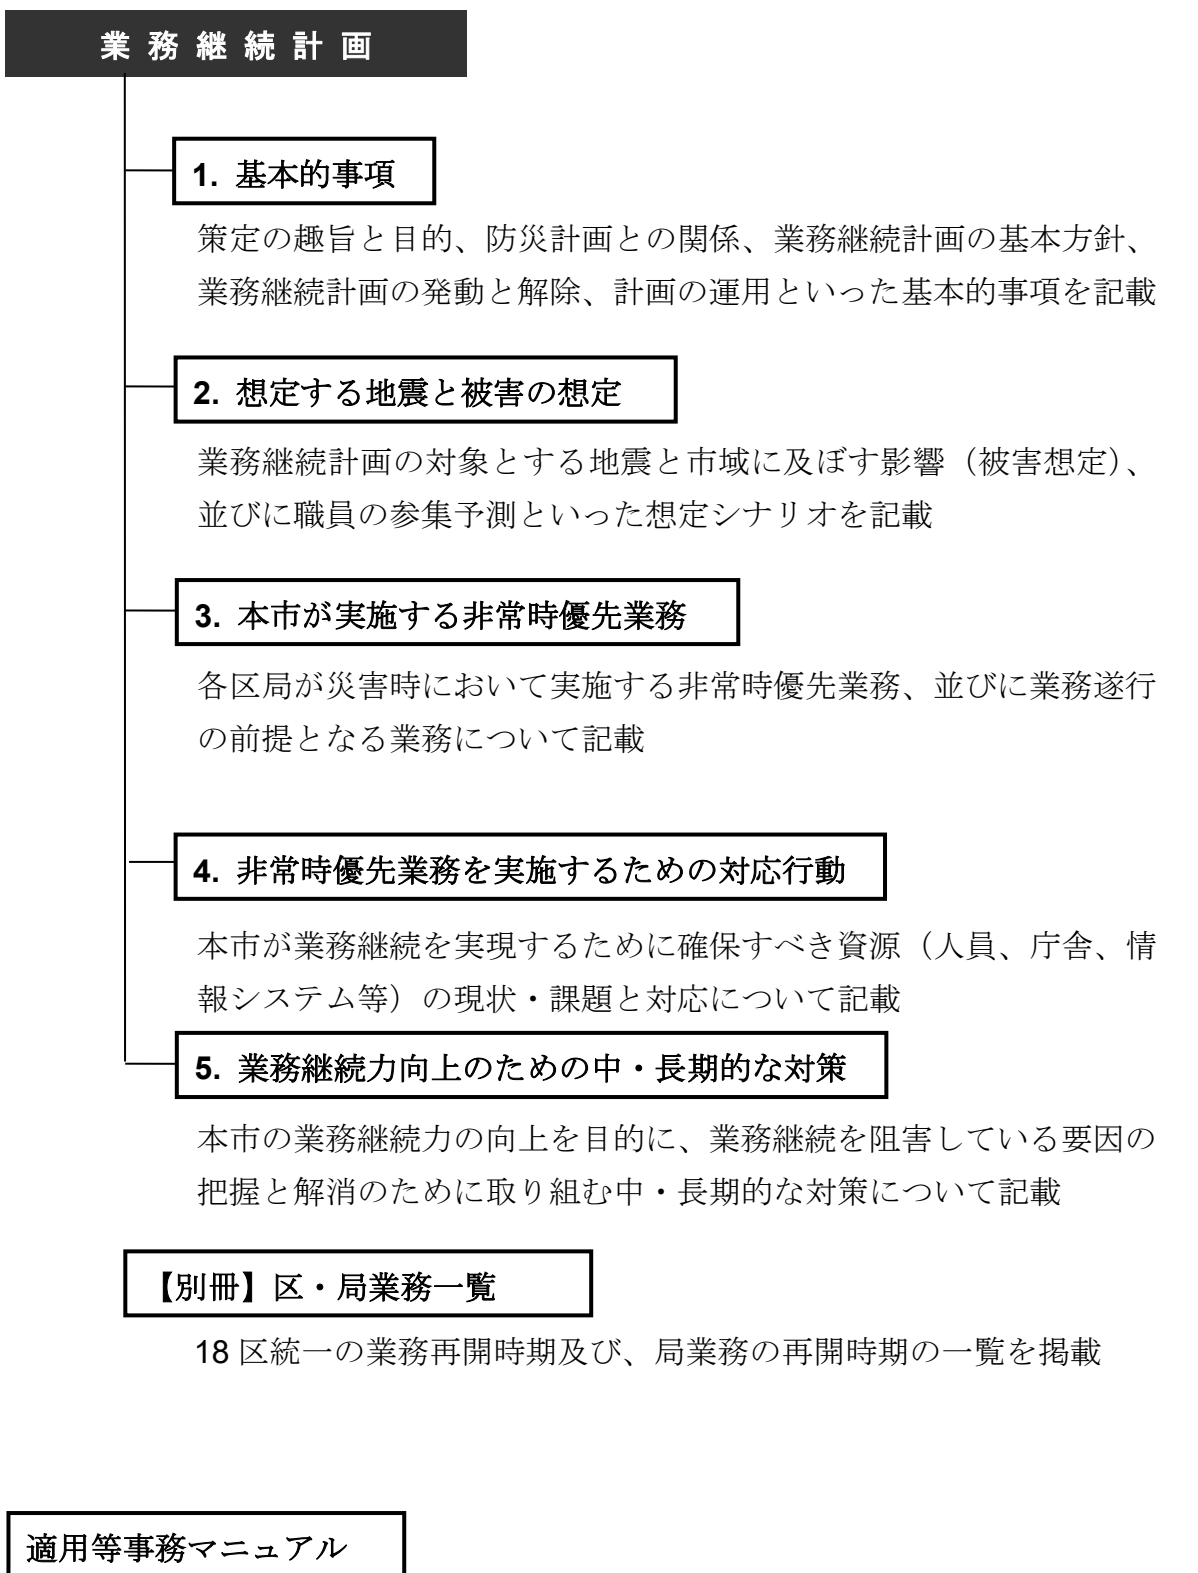 業務継続計画
1. 基本的事項
策定の趣旨と目的、防災計画との関係、業務継続計画の基本方針、
業務継続計画の発動と解除、計画の運用といった基本的事項を記載
2. 想定する地震と被害の想定
業務継続計画の対象とする地震と市域に及ぼす影響（被害想定）、
並びに職員の参集予測といった想定シナリオを記載
3. 本市が実施する非常時優先業務
各区局が災害時において実施する非常時優先業務、並びに業務遂行
の前提となる業務について記載
4. 非常時優先業務を実施するための対応行動
本市が業務継続を実現するために確保すべき資源（人員、庁舎、情
報システム等）の現状・課題と対応について記載
5. 業務継続力向上のための中・長期的な対策
本市の業務継続力の向上を目的に、業務継続を阻害している要因の
把握と解消のために取り組む中・長期的な対策について記載
【別冊】区・局業務一覧
18 区統一の業務再開時期及び、局業務の再開時期の一覧を掲載
適用等事務マニュアル